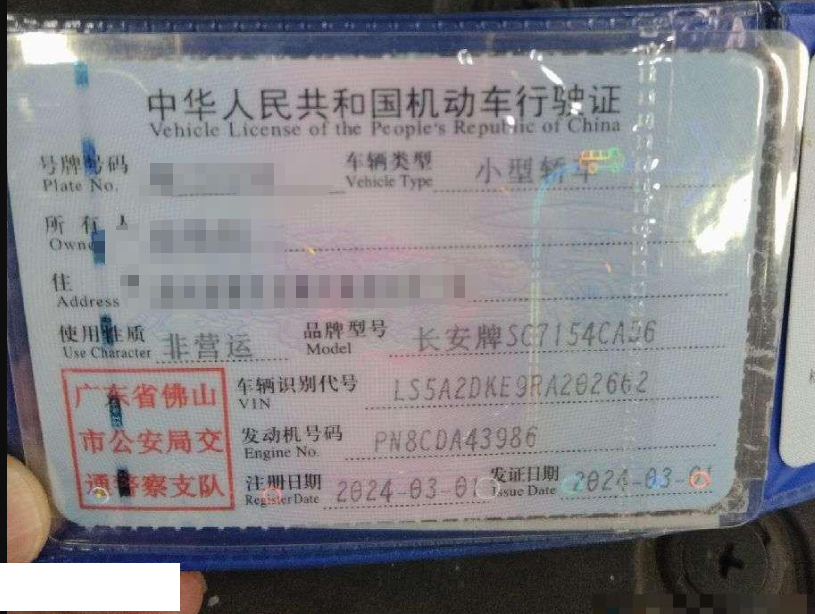 中华人民共和国机动车行驶证
Vehicle License of the People's Republic of China
号牌号码 车辆类型 小型轿车
Plate No. Vehicle Type
所有人
Owner
住
Address
使用性质 非营运 品牌型号 长安牌SC7154CAD6
Use Character Model
广东省佛山 车辆识别代号 LS5A2DKE9RA202662
VIN
市公安局交 发动机号码 PN8CDA43986
Engine No.
通警察支队 注册日期 2024-03-01 发证日期 2024-03-01
Register Date Issue Date